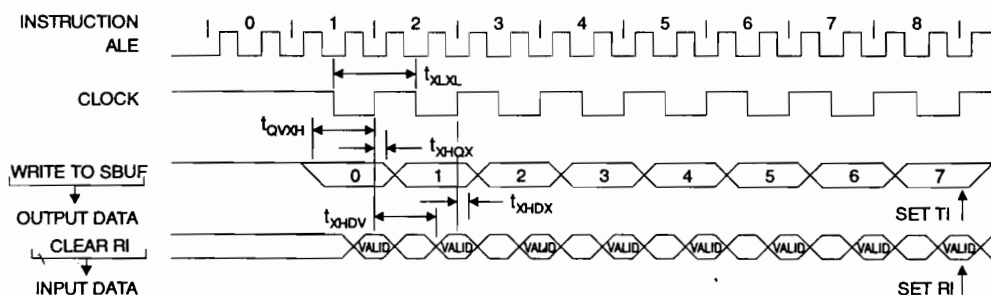 INSTRUCTION | 0 | 1 | 2 | 3 | 4 | 5 | 6 | 7 | 8 |
ALE
tXLXL
CLOCK
tQVXH
tXHQX
WRITE TO SBUF
0 1 2 3 4 5 6 7
OUTPUT DATA
tXHDV
tXHDX
SET TI
CLEAR RI
VALID VALID VALID VALID VALID VALID VALID VALID
INPUT DATA
SET RI